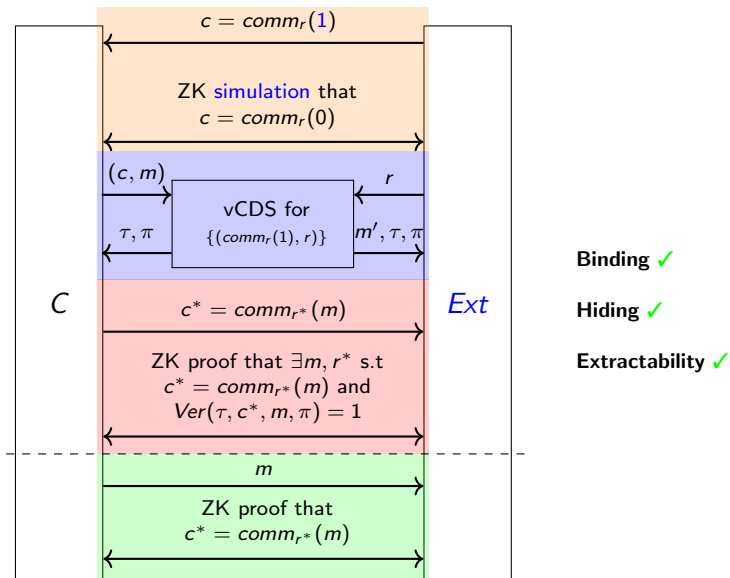 c = comm_r(1)
ZK simulation that
c = comm_r(0)
(c, m)
r
vCDS for
{(comm_r(1), r)}
τ, π
m′, τ, π
C
Ext
c* = comm_{r*}(m)
ZK proof that ∃m, r* s.t
c* = comm_{r*}(m) and
Ver(τ, c*, m, π) = 1
m
ZK proof that
c* = comm_{r*}(m)
Binding ✓
Hiding ✓
Extractability ✓